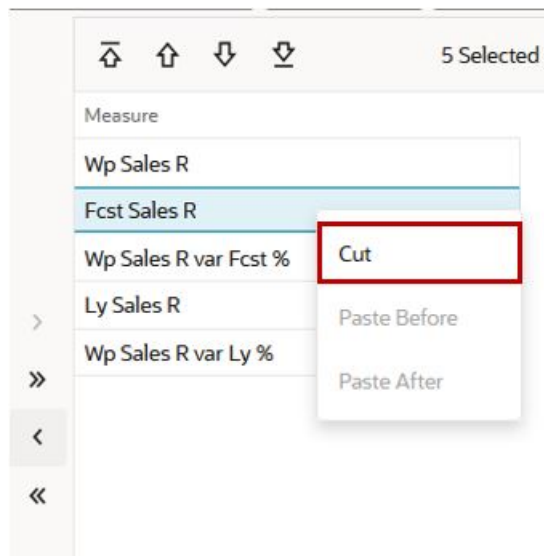 5 Selected
Measure
Wp Sales R
Fcst Sales R
Wp Sales R var Fcst %
Cut
Ly Sales R
Paste Before
Wp Sales R var Ly %
Paste After